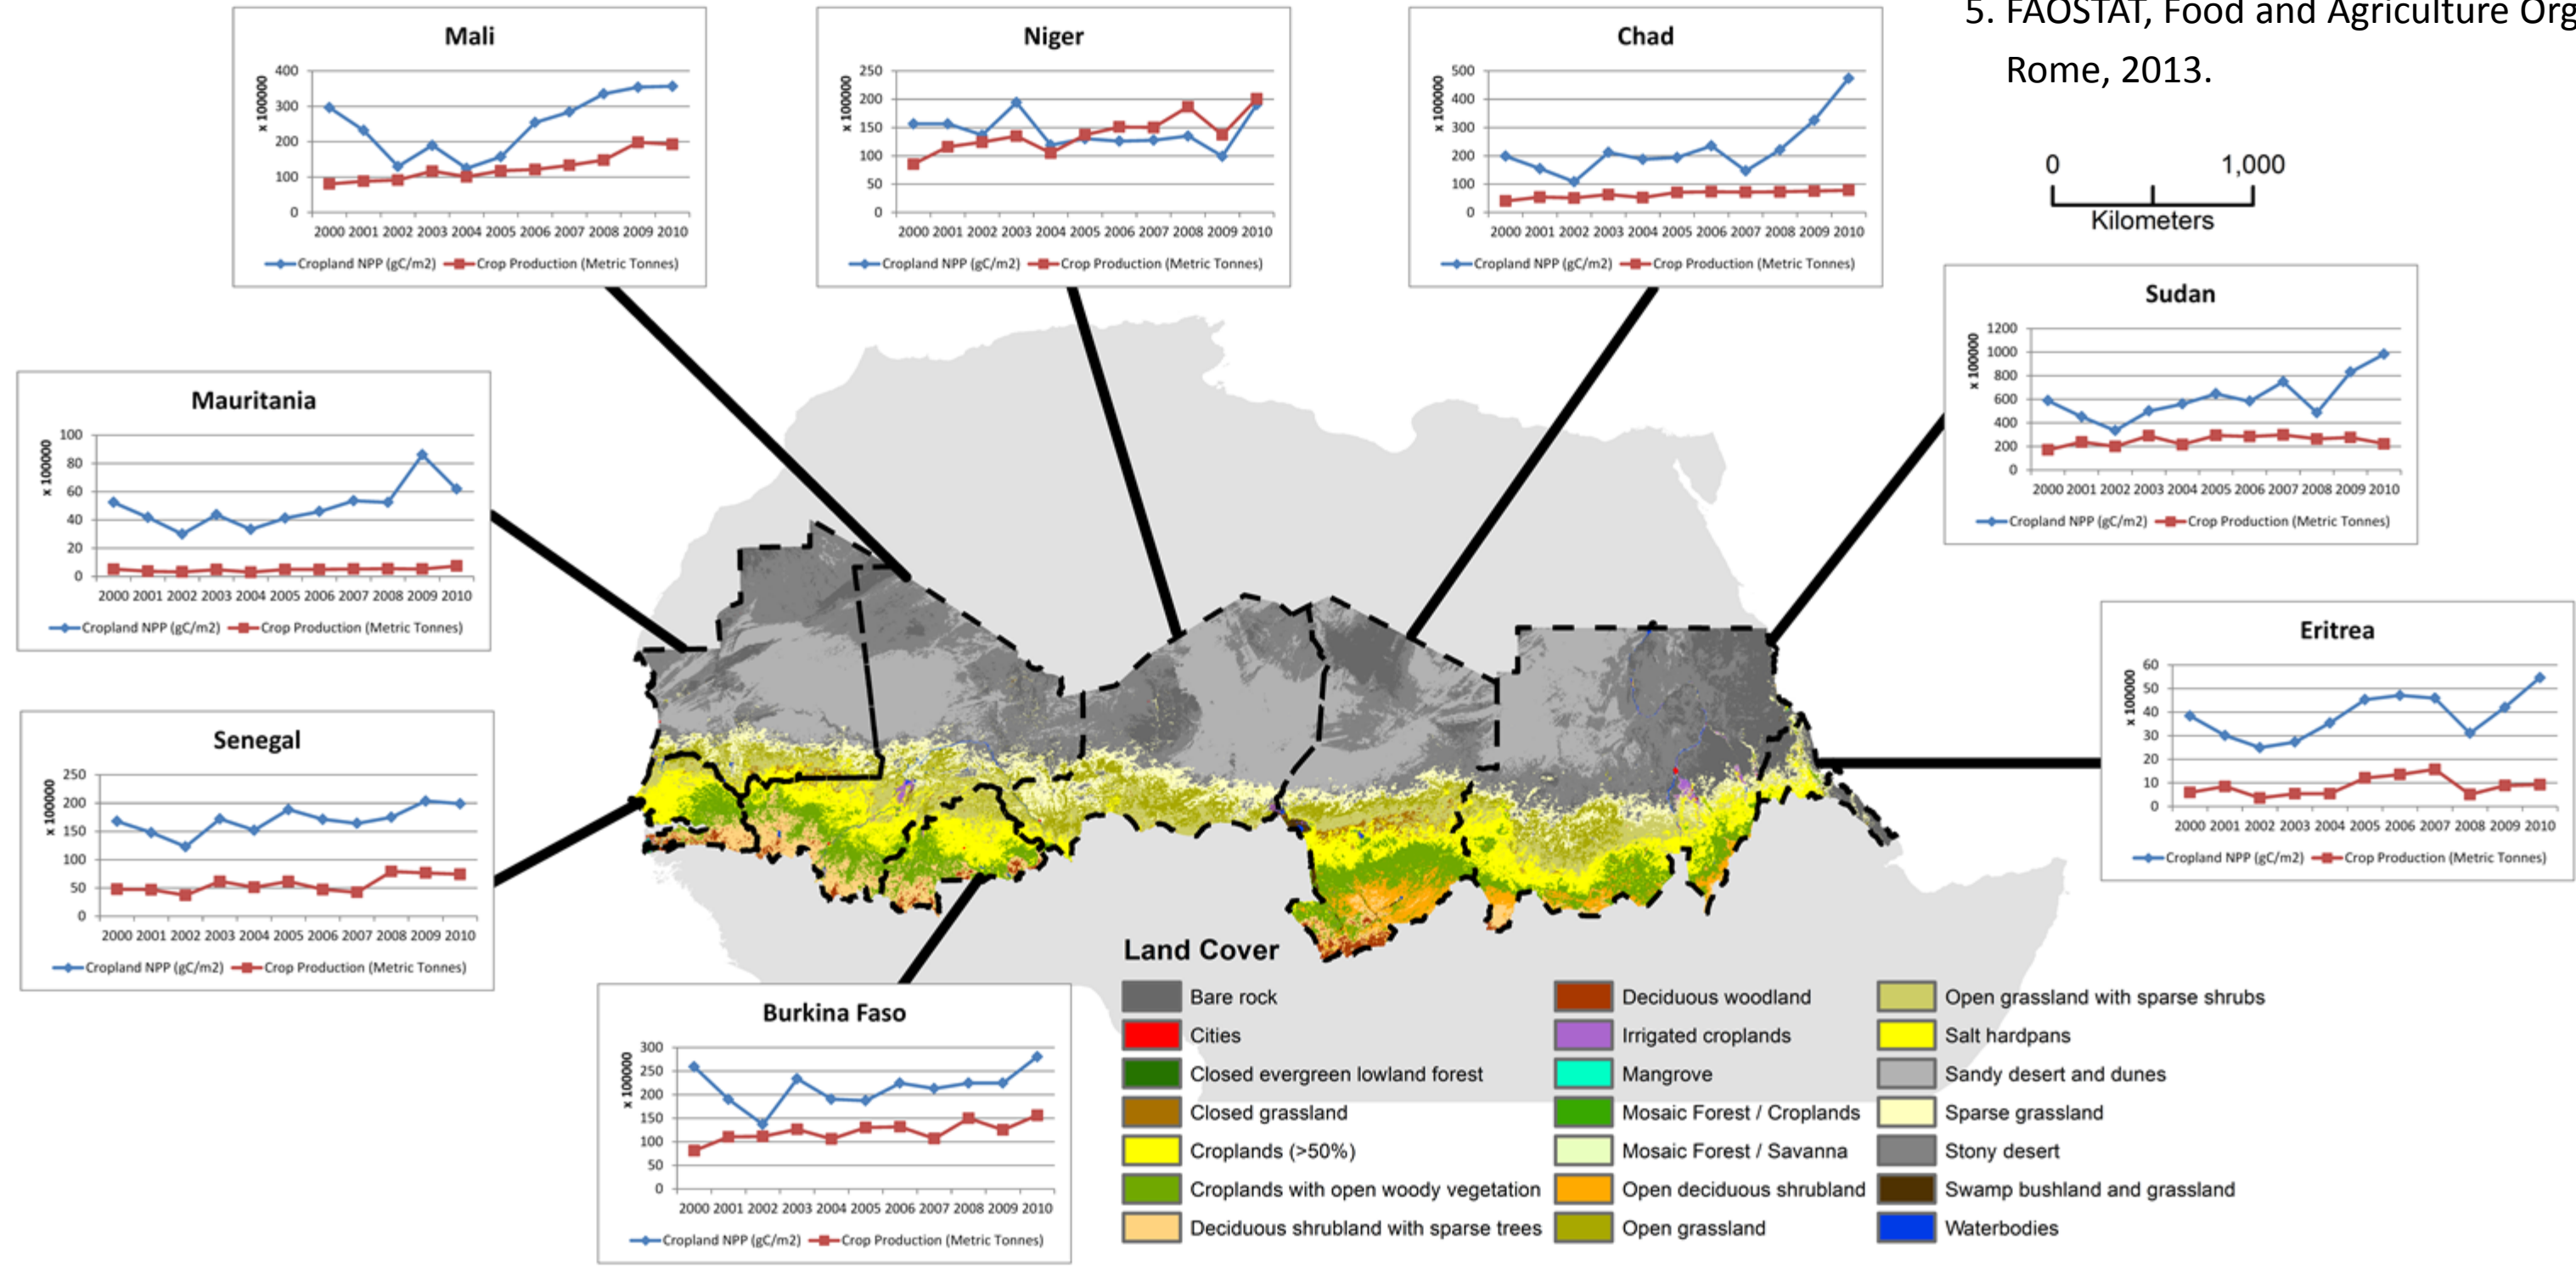 5. FAOSTAT, Food and Agriculture Org
Rome, 2013.
0 1,000
Kilometers
Mali
x 100000
400
300
200
100
0
2000 2001 2002 2003 2004 2005 2006 2007 2008 2009 2010
Cropland NPP (gC/m2) Crop Production (Metric Tonnes)
Niger
x 100000
250
200
150
100
50
0
2000 2001 2002 2003 2004 2005 2006 2007 2008 2009 2010
Cropland NPP (gC/m2) Crop Production (Metric Tonnes)
Chad
x 100000
500
400
300
200
100
0
2000 2001 2002 2003 2004 2005 2006 2007 2008 2009 2010
Cropland NPP (gC/m2) Crop Production (Metric Tonnes)
Sudan
x 100000
1200
1000
800
600
400
200
0
2000 2001 2002 2003 2004 2005 2006 2007 2008 2009 2010
Cropland NPP (gC/m2) Crop Production (Metric Tonnes)
Mauritania
x 100000
100
80
60
40
20
0
2000 2001 2002 2003 2004 2005 2006 2007 2008 2009 2010
Cropland NPP (gC/m2) Crop Production (Metric Tonnes)
Eritrea
x 100000
60
50
40
30
20
10
0
2000 2001 2002 2003 2004 2005 2006 2007 2008 2009 2010
Cropland NPP (gC/m2) Crop Production (Metric Tonnes)
Senegal
x 100000
250
200
150
100
50
0
2000 2001 2002 2003 2004 2005 2006 2007 2008 2009 2010
Cropland NPP (gC/m2) Crop Production (Metric Tonnes)
Burkina Faso
x 100000
300
250
200
150
100
50
0
2000 2001 2002 2003 2004 2005 2006 2007 2008 2009 2010
Cropland NPP (gC/m2) Crop Production (Metric Tonnes)
Land Cover
Bare rock
Cities
Closed evergreen lowland forest
Closed grassland
Croplands (>50%)
Croplands with open woody vegetation
Deciduous shrubland with sparse trees
Deciduous woodland
Irrigated croplands
Mangrove
Mosaic Forest / Croplands
Mosaic Forest / Savanna
Open deciduous shrubland
Open grassland
Open grassland with sparse shrubs
Salt hardpans
Sandy desert and dunes
Sparse grassland
Stony desert
Swamp bushland and grassland
Waterbodies